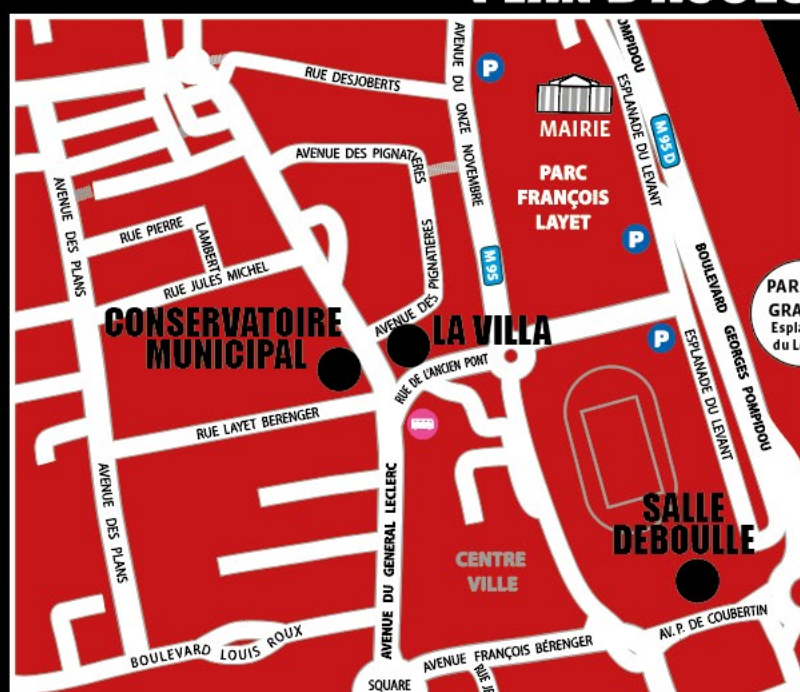 OMPIDOU
AVENUE DU ONZE NOVEMBRE
P
RUE DESJOBERTS
ESPLANADE DU LEVANT
MAIRIE
M 95 D
AVENUE DES PIGNATIERES
PARC
FRANÇOIS
LAYET
AVENUE DES PLANS
RUE PIERRE
LAMBERT
AVENUE DES PIGNATIERES
P
M 95
RUE JULES MICHEL
BOULEVARD GEORGES POMPIDOU
PAR
GRA
Espla
du L
CONSERVATOIRE
MUNICIPAL
LA VILLA
P
RUE DE L'ANCIEN PONT
ESPLANADE DU LEVANT
RUE LAYET BERENGER
AVENUE DES PLANS
AVENUE DU GENERAL LECLERC
SALLE
DEBOULLE
CENTRE
VILLE
BOULEVARD LOUIS ROUX
AVENUE FRANÇOIS BÉRENGER
AV. P. DE COUBERTIN
SQUARE